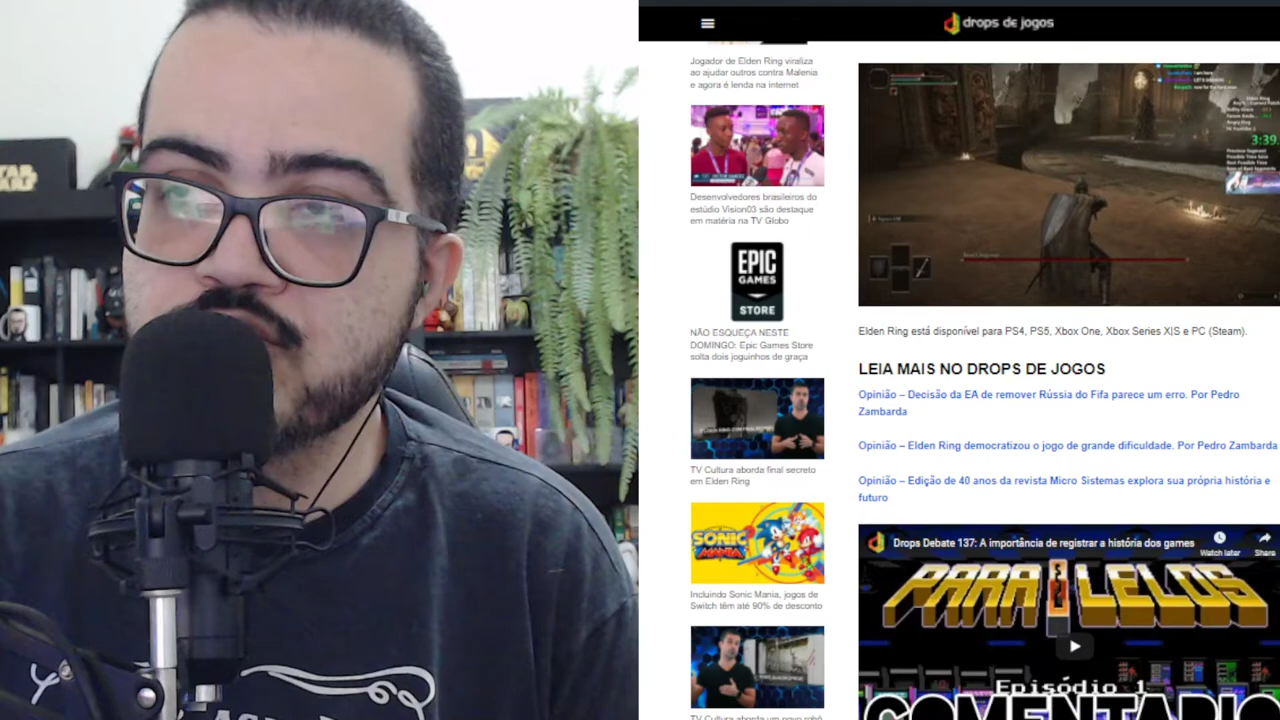 drops de jogos
STAR
WARS
Jogador de Elden Ring viraliza
ao ajudar outros contra Malenia
e agora é lenda na internet
Desenvolvedores brasileiros do
estúdio Vision03 são destaque
em matéria na TV Globo
EPIC
GAMES
STORE
NÃO ESQUEÇA NESTE
DOMINGO: Epic Games Store
solta dois joguinhos de graça
TV Cultura aborda final secreto
em Elden Ring
SONIC
MANIA
Incluindo Sonic Mania, jogos de
Switch têm até 90% de desconto
3:39.
Elden Ring está disponível para PS4, PS5, Xbox One, Xbox Series X|S e PC (Steam).
LEIA MAIS NO DROPS DE JOGOS
Opinião – Decisão da EA de remover Rússia do Fifa parece um erro. Por Pedro
Zambarda
Opinião – Elden Ring democratizou o jogo de grande dificuldade. Por Pedro Zambarda
Opinião – Edição de 40 anos da revista Micro Sistemas explora sua própria história e
futuro
Drops Debate 137: A importância de registrar a história dos games
Watch later
Share
PARALELOS
Episódio 1
COMENTADO